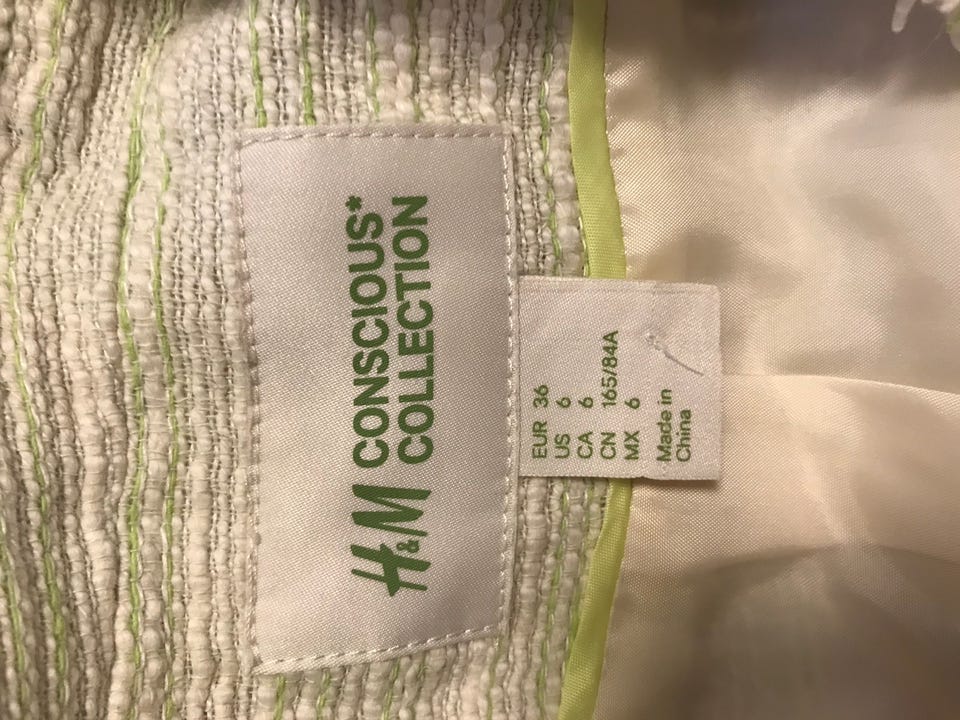 H&M CONSCIOUS*
COLLECTION
EUR 36
US 6
CA 6
CN 165/84A
MX 6
Made in
China